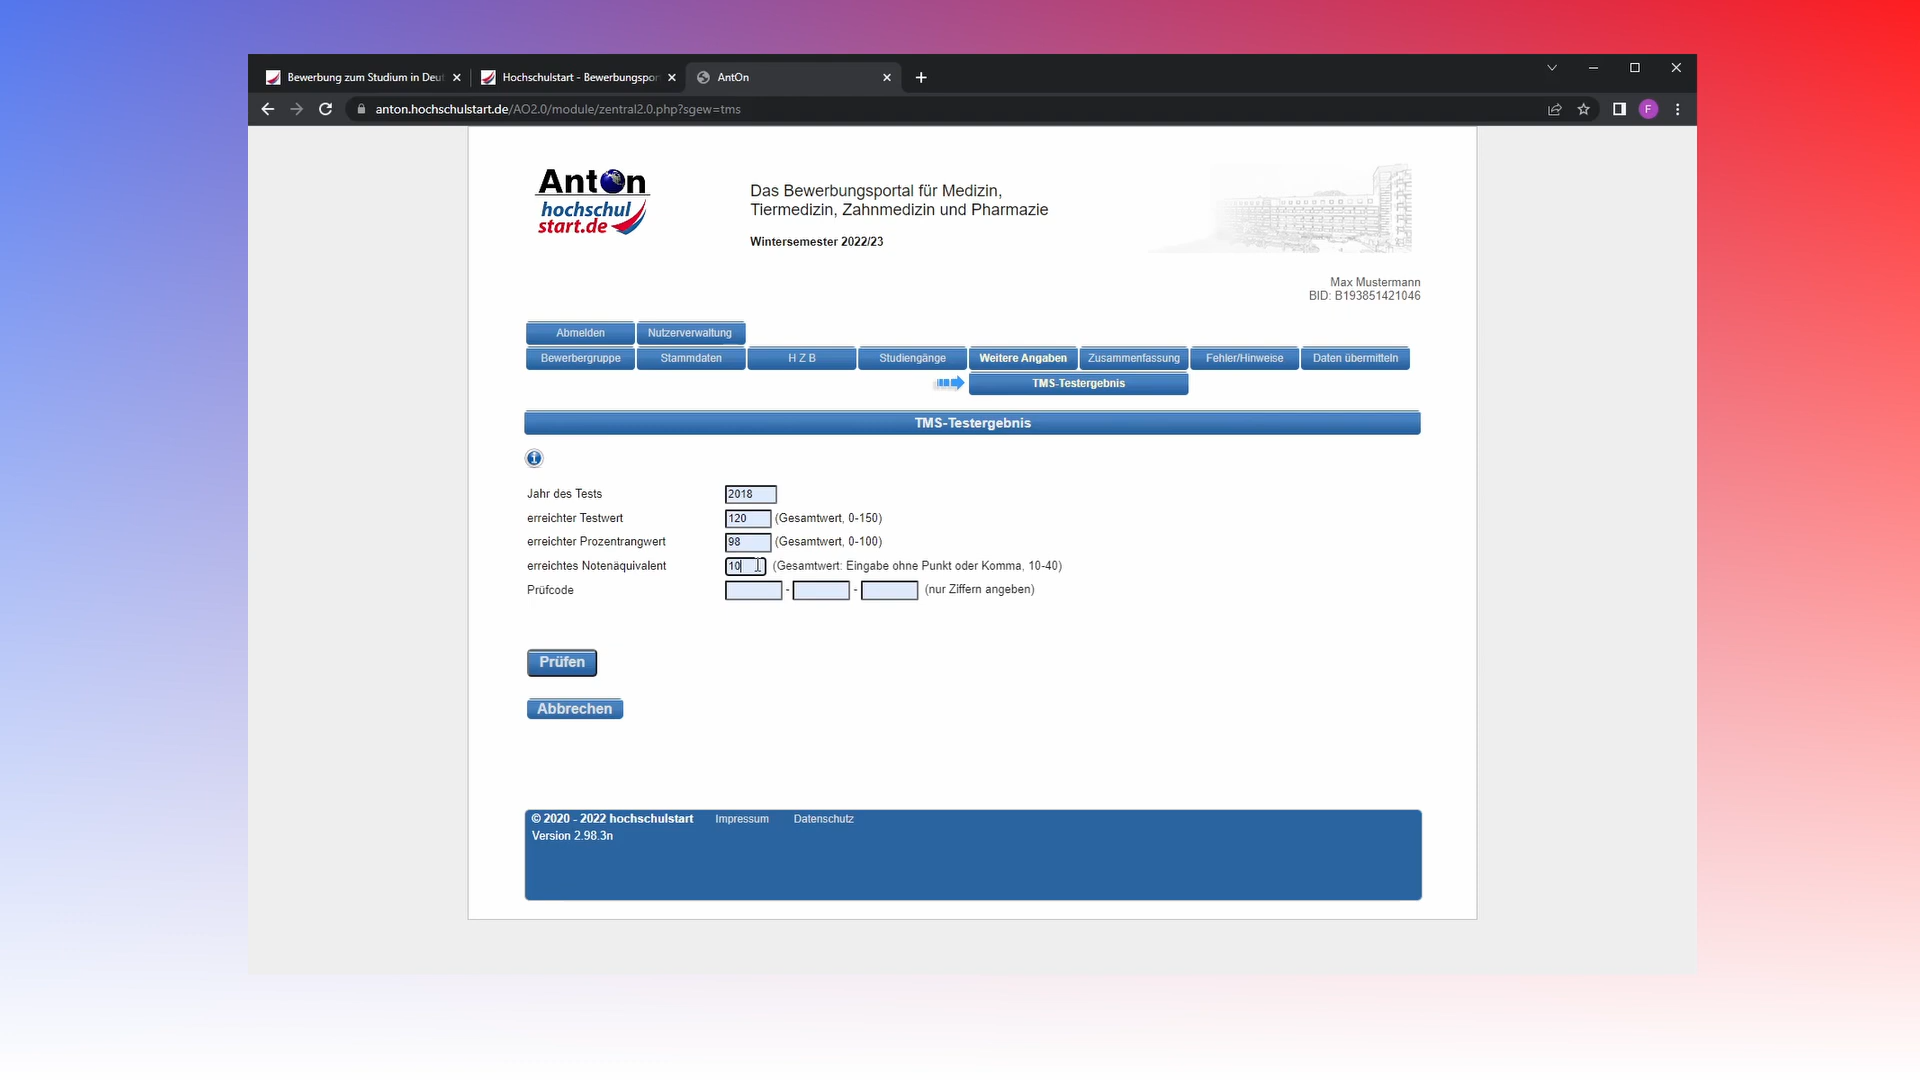 Bewerbung zum Studium in Deu
Hochschulstart - Bewerbungspor
AntOn
anton.hochschulstart.de/AO2.0/module/zentral2.0.php?sgew=tms
F
AntOn
hochschul
start.de
Das Bewerbungsportal für Medizin,
Tiermedizin, Zahnmedizin und Pharmazie
Wintersemester 2022/23
Max Mustermann
BID: B193851421046
Abmelden Nutzerverwaltung
Bewerbergruppe Stammdaten H Z B Studiengänge Weitere Angaben Zusammenfassung Fehler/Hinweise Daten übermitteln
TMS-Testergebnis
TMS-Testergebnis
Jahr des Tests 2018
erreichter Testwert 120 (Gesamtwert, 0-150)
erreichter Prozentrangwert 98 (Gesamtwert, 0-100)
erreichtes Notenäquivalent 10 (Gesamtwert: Eingabe ohne Punkt oder Komma, 10-40)
Prüfcode - - (nur Ziffern angeben)
Prüfen
Abbrechen
© 2020 - 2022 hochschulstart Impressum Datenschutz
Version 2.98.3n